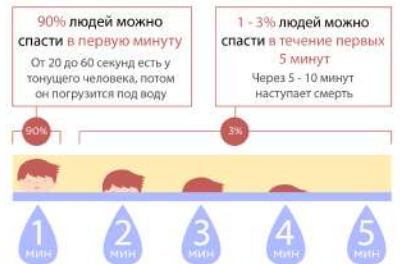 90% людей можно
спасти в первую минуту
От 20 до 60 секунд есть у
тонущего человека, потом
он погрузится под воду
1 - 3% людей можно
спасти в течение первых
5 минут
Через 5 - 10 минут
наступает смерть
90%
3%
1 мин
2 мин
3 мин
4 мин
5 мин